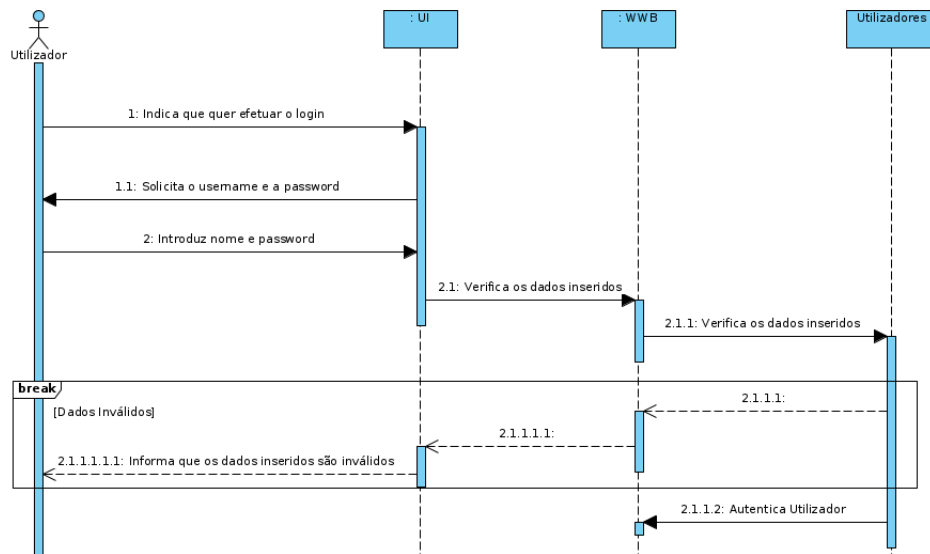 : UI
: WWB
Utilizadores
Utilizador
1: Indica que quer efetuar o login
1.1: Solicita o username e a password
2: Introduz nome e password
2.1: Verifica os dados inseridos
2.1.1: Verifica os dados inseridos
break
[Dados Inválidos]
2.1.1.1:
2.1.1.1.1:
2.1.1.1.1.1: Informa que os dados inseridos são inválidos
2.1.1.2: Autentica Utilizador